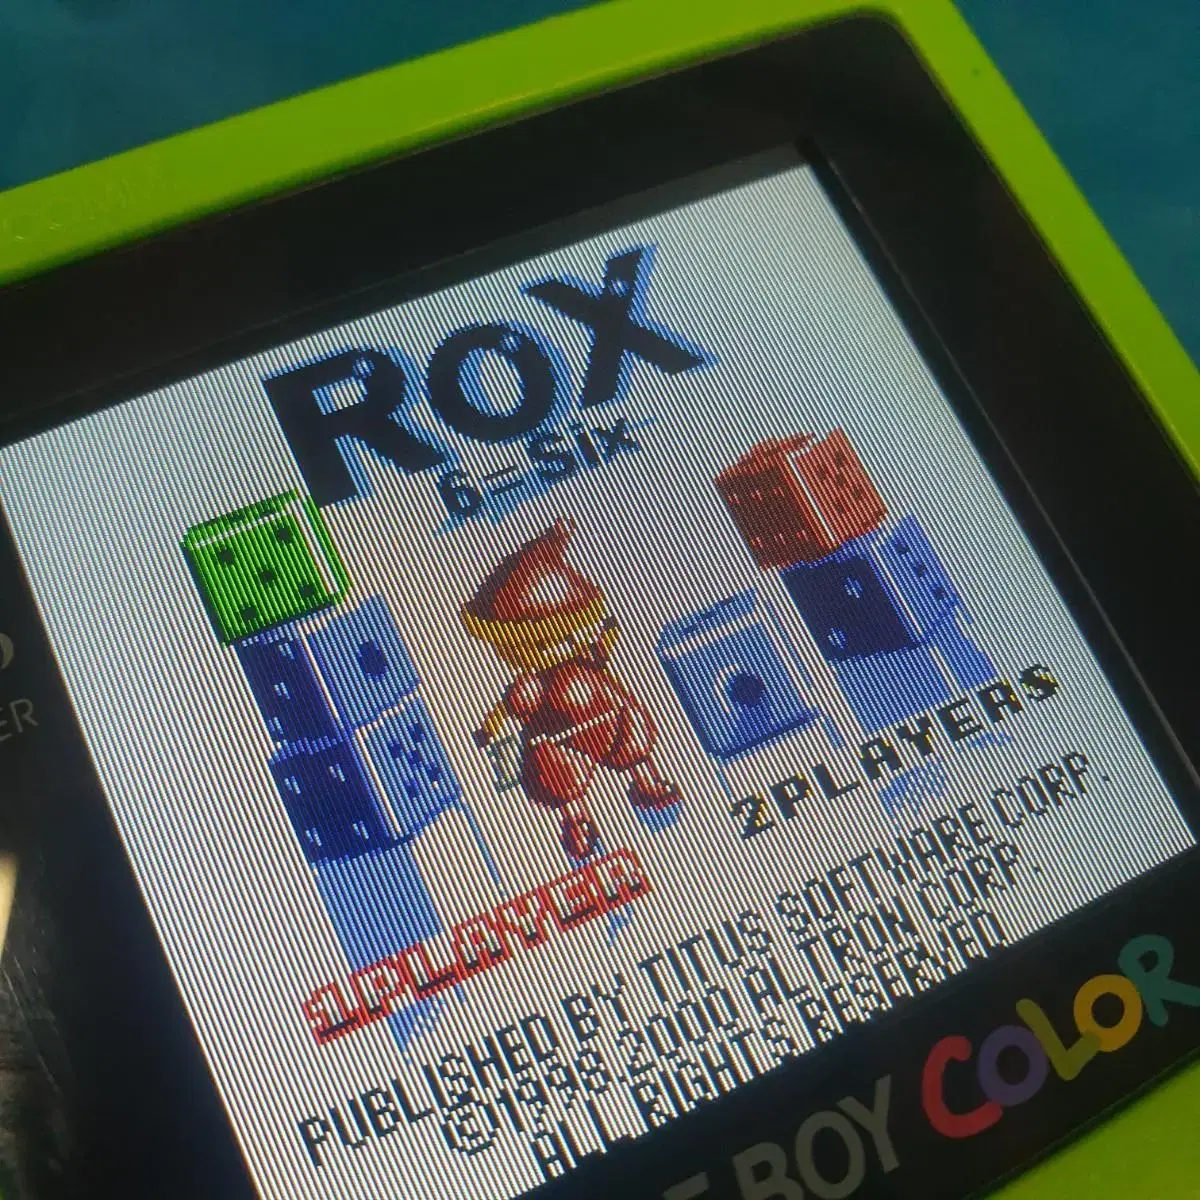 ROX
6=Six
1PLAYER
2PLAYERS
PUBLISHED BY TITUS SOFTWARE CORP.
©1998,2000 ALTRON CORP.
ALL RIGHTS RESERVED
BOY COLOR